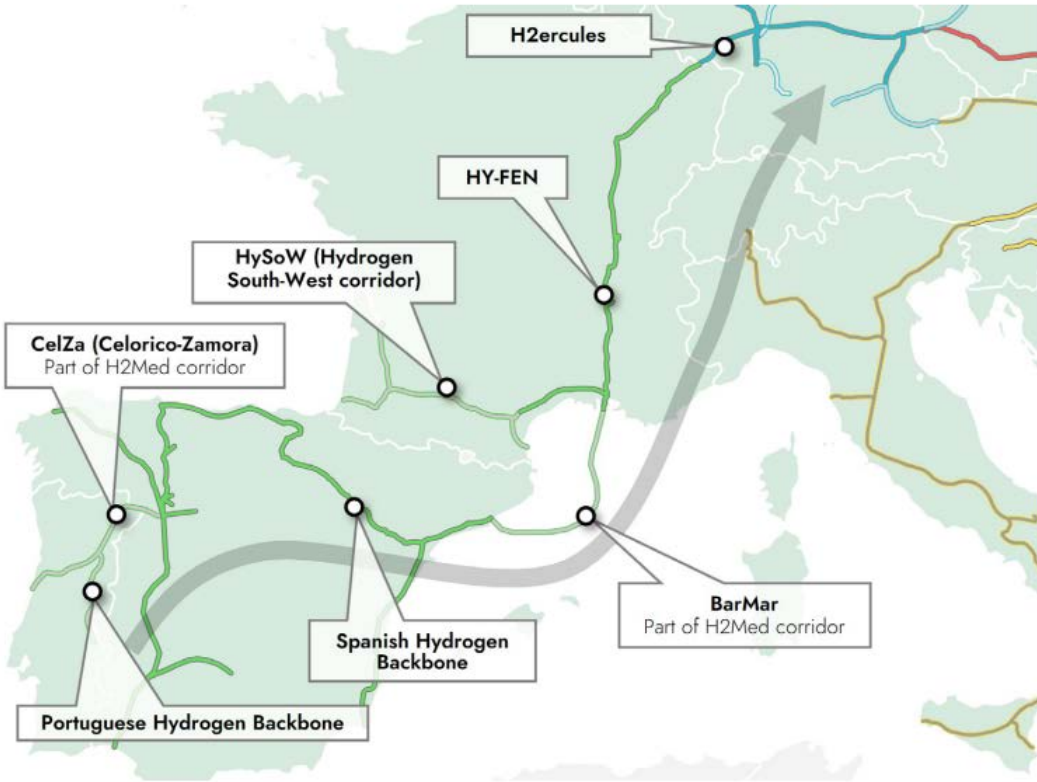 H2ercules
HY-FEN
HySoW (Hydrogen
South-West corridor)
CelZa (Celorico-Zamora)
Part of H2Med corridor
BarMar
Part of H2Med corridor
Spanish Hydrogen
Backbone
Portuguese Hydrogen Backbone